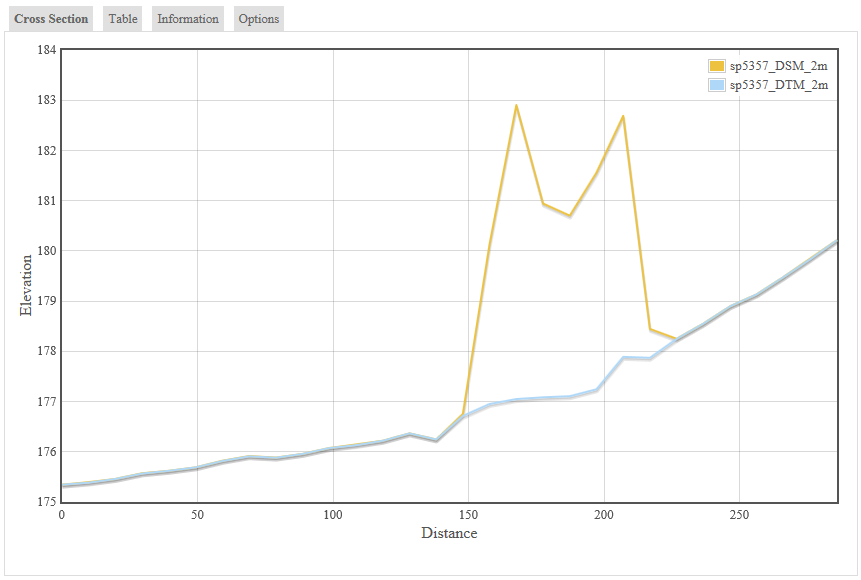 Cross Section Table Information Options
184
183
182
181
180
179
178
177
176
175
Elevation
sp5357_DSM_2m
sp5357_DTM_2m
0 50 100 150 200 250
Distance